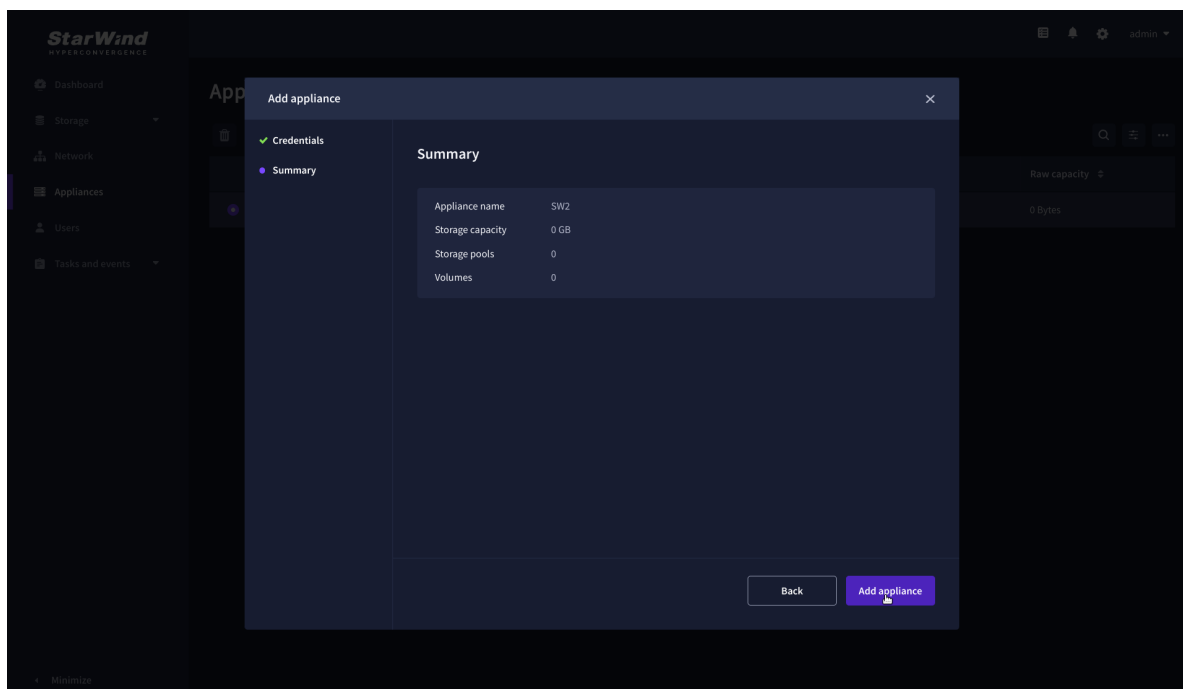 StarWind
HYPERCONVERGENCE
admin
Dashboard
App
Add appliance
Storage
Credentials
Network
Summary
Summary
Raw capacity
Appliances
Appliance name SW2
0 Bytes
Users
Storage capacity 0 GB
Storage pools 0
Tasks and events
Volumes 0
Back
Add appliance
Minimize